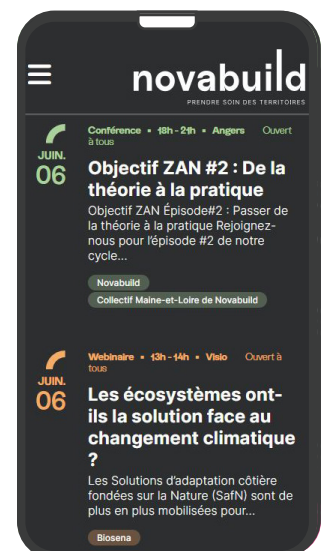 novabuild
PRENDRE SOIN DES TERRITOIRES
Conférence • 18h - 21h • Angers Ouvert
à tous
JUIN.
06
Objectif ZAN #2 : De la
théorie à la pratique
Objectif ZAN Épisode#2 : Passer de
la théorie à la pratique Rejoignez-
nous pour l’épisode #2 de notre
cycle...
Novabuild
Collectif Maine-et-Loire de Novabuild
Webinaire • 13h - 14h • Visio Ouvert à
tous
JUIN.
06
Les écosystèmes ont-
ils la solution face au
changement climatique
?
Les Solutions d’adaptation côtière
fondées sur la Nature (SafN) sont de
plus en plus mobilisées pour...
Biosena